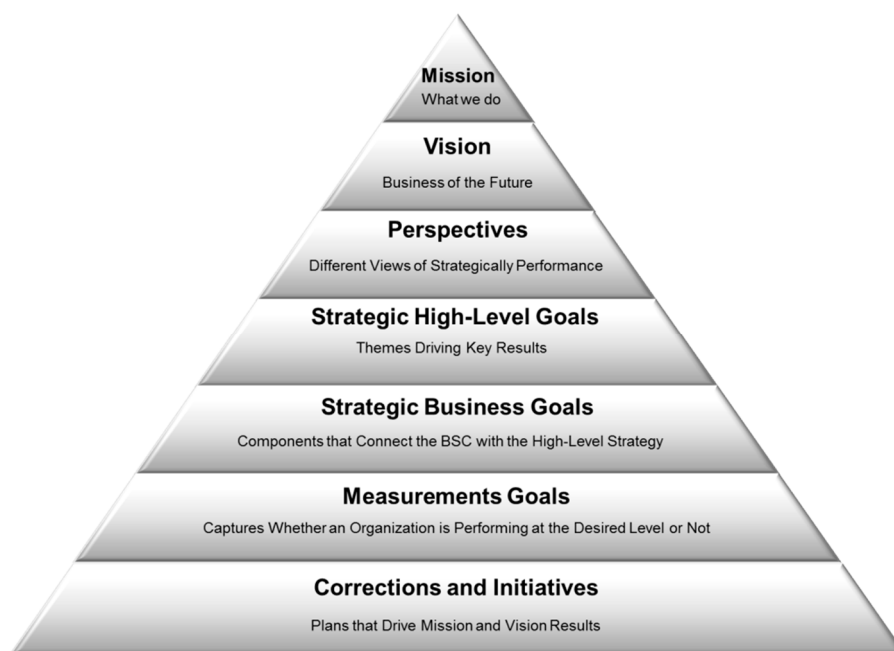 Mission
What we do
Vision
Business of the Future
Perspectives
Different Views of Strategically Performance
Strategic High-Level Goals
Themes Driving Key Results
Strategic Business Goals
Components that Connect the BSC with the High-Level Strategy
Measurements Goals
Captures Whether an Organization is Performing at the Desired Level or Not
Corrections and Initiatives
Plans that Drive Mission and Vision Results